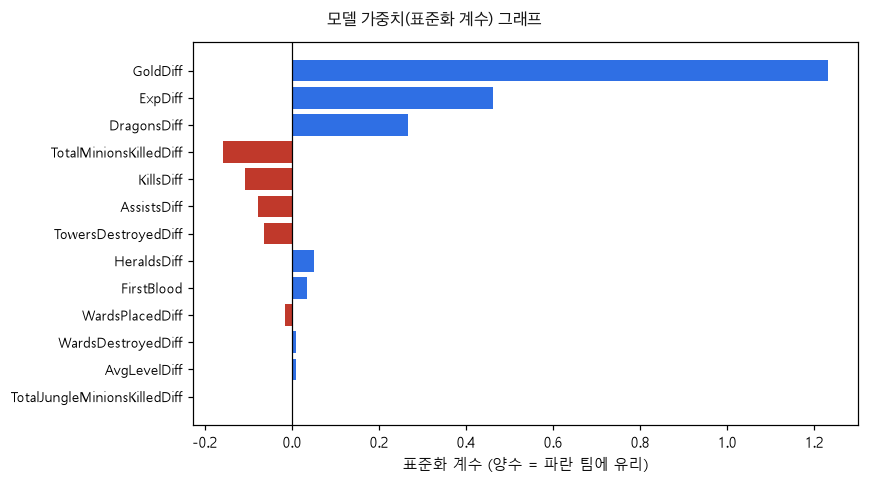 모델 가중치(표준화 계수) 그래프
GoldDiff
ExpDiff
DragonsDiff
TotalMinionsKilledDiff
KillsDiff
AssistsDiff
TowersDestroyedDiff
HeraldsDiff
FirstBlood
WardsPlacedDiff
WardsDestroyedDiff
AvgLevelDiff
TotalJungleMinionsKilledDiff
-0.2 0.0 0.2 0.4 0.6 0.8 1.0 1.2
표준화 계수 (양수 = 파란 팀에 유리)